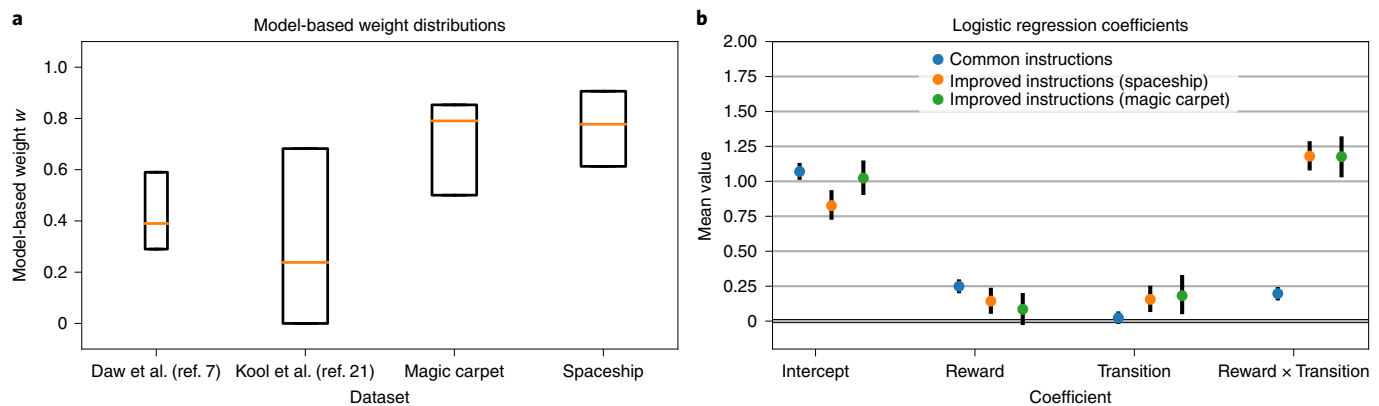 a
Model-based weight distributions
1.0
0.8
0.6
0.4
0.2
0
Model-based weight w
Daw et al. (ref. 7)
Kool et al. (ref. 21)
Magic carpet
Spaceship
Dataset
b
Logistic regression coefficients
2.00
1.75
1.50
1.25
1.00
0.75
0.50
0.25
0
Mean value
Common instructions
Improved instructions (spaceship)
Improved instructions (magic carpet)
Intercept
Reward
Transition
Reward × Transition
Coefficient